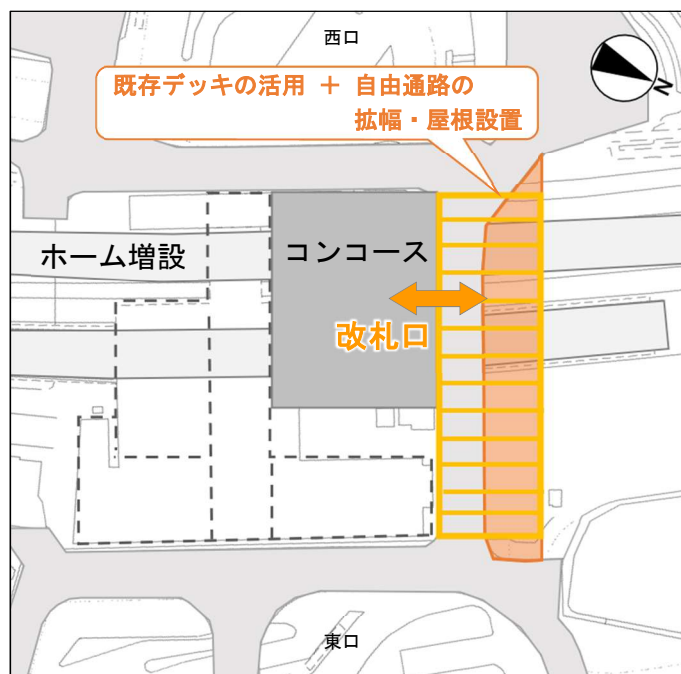 西口
N
既存デッキの活用 ＋ 自由通路の
拡幅・屋根設置
ホーム増設
コンコース
改札口
東口